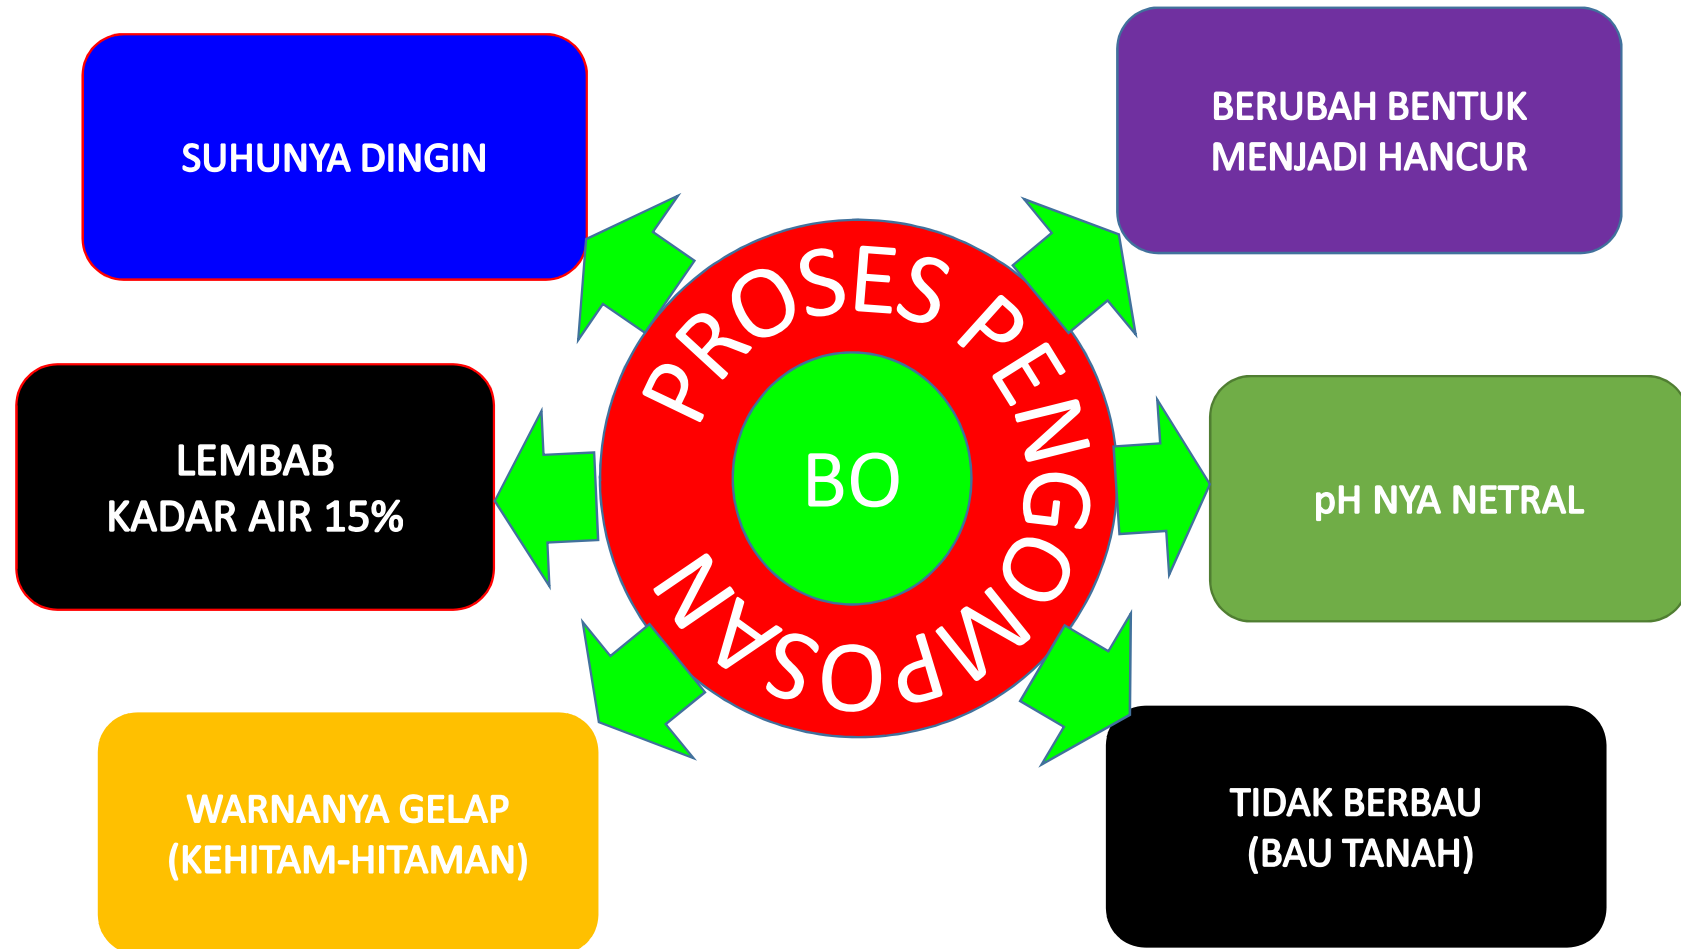 SUHUNYA DINGIN
BERUBAH BENTUK
MENJADI HANCUR
PROSES PENGOMPOSAN
BO
LEMBAB
KADAR AIR 15%
pH NYA NETRAL
WARNANYA GELAP
(KEHITAM-HITAMAN)
TIDAK BERBAU
(BAU TANAH)